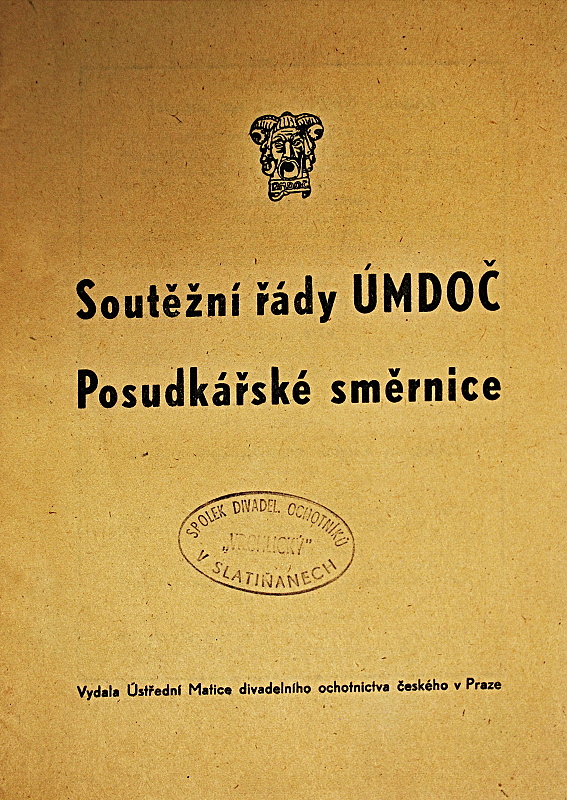 ÚMDOČ
Soutěžní řády ÚMDOČ
Posudkářské směrnice
SPOLEK DIVADEL. OCHOTNÍKŮ
„VRCHLICKÝ"
V SLATIŇANECH
Vydala Ústřední Matice divadelního ochotnictva českého v Praze